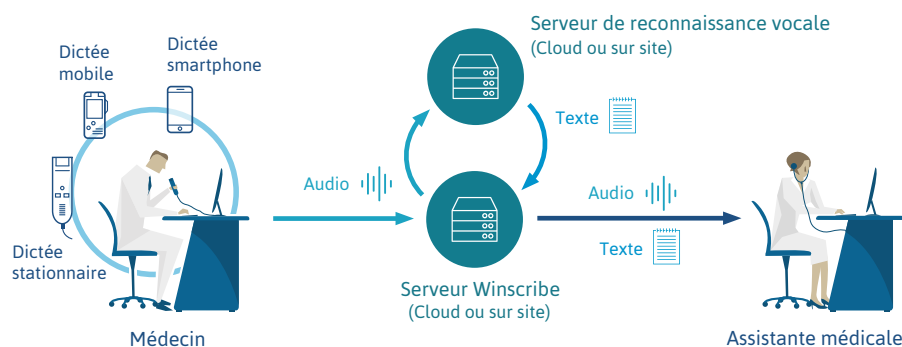 Dictée
mobile
Dictée
smartphone
Dictée
stationnaire
Médecin
Audio
Serveur de reconnaissance vocale
(Cloud ou sur site)
Texte
Serveur Winscribe
(Cloud ou sur site)
Audio
Texte
Assistante médicale